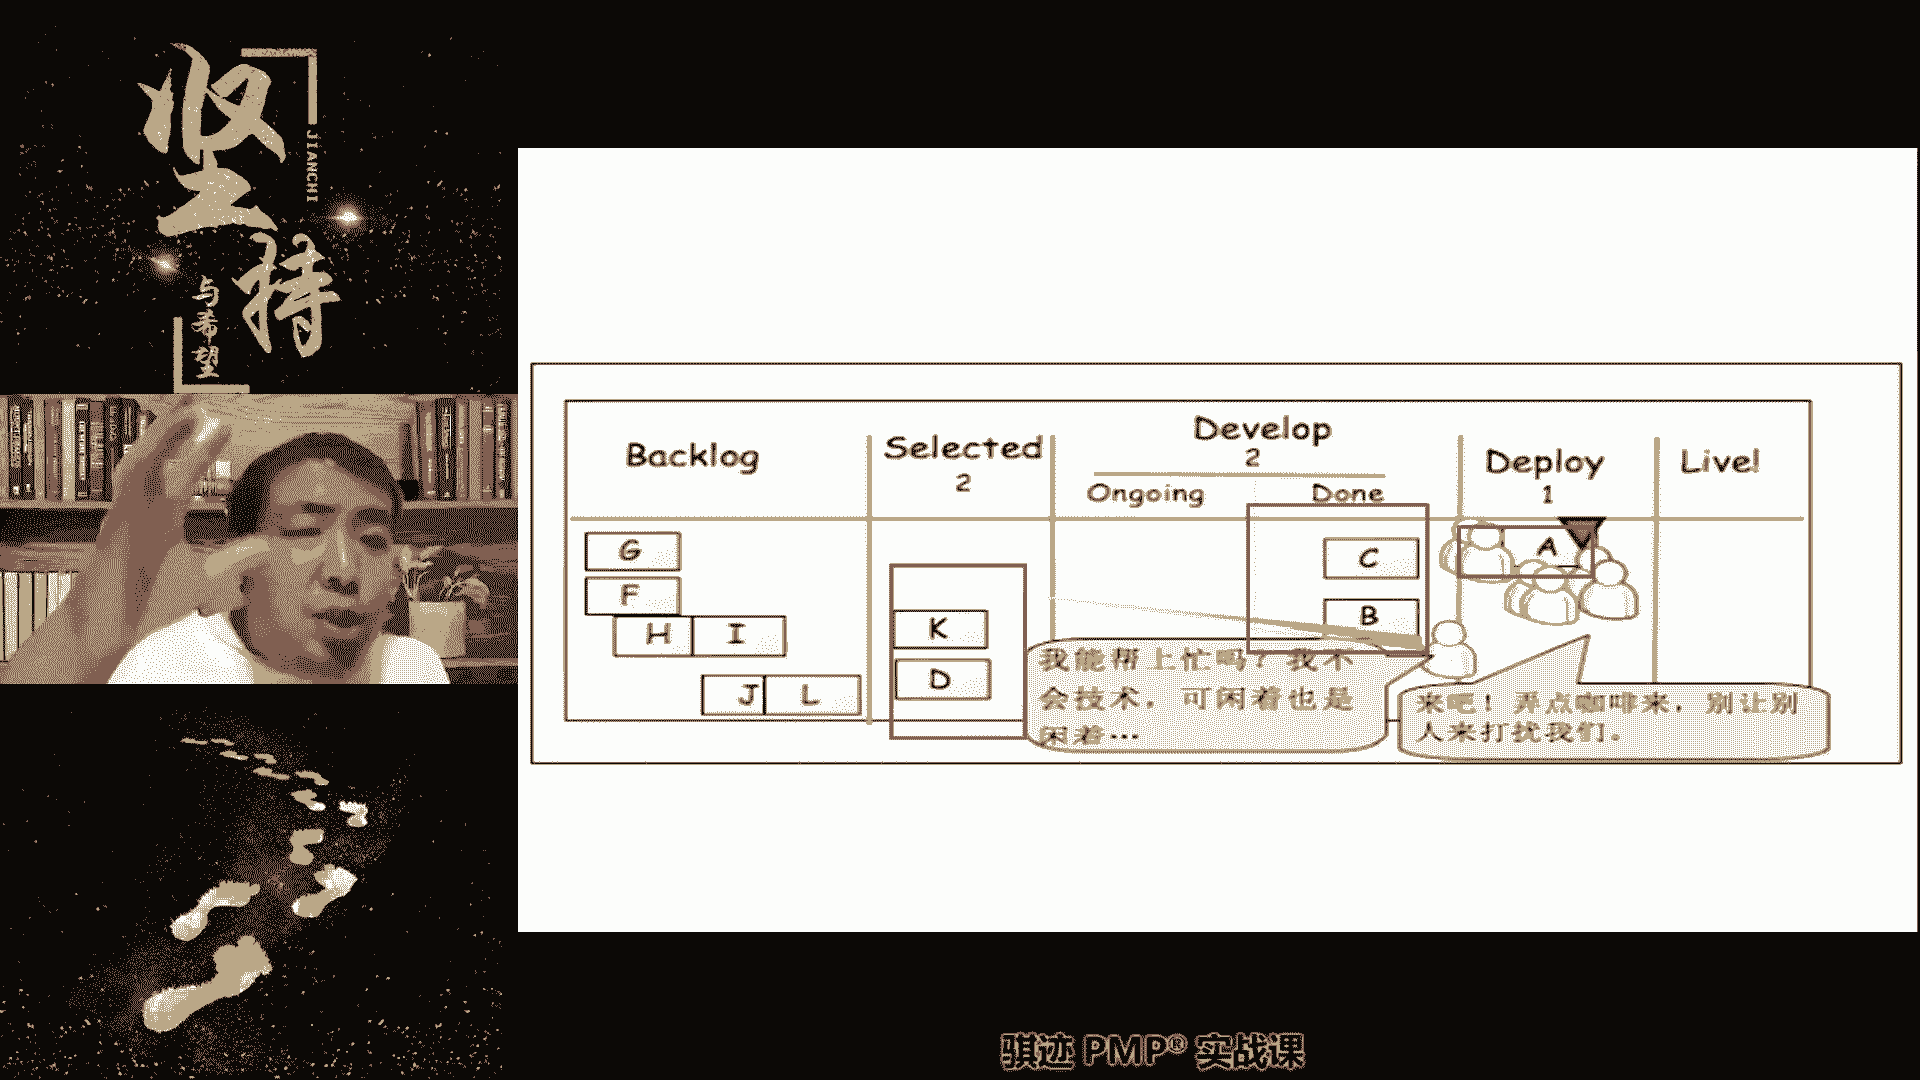 坚持
JIANCHI
与希望
Backlog
Selected
2
Develop
2
Ongoing
Done
Deploy
1
Live!
G
F
H
I
J
L
K
D
C
B
A
我能帮上忙吗？我不
会技术，可闲着也是
闲着…
来吧！弄点咖啡来，别让别
人来打扰我们。
骐迹 PMP® 实战课